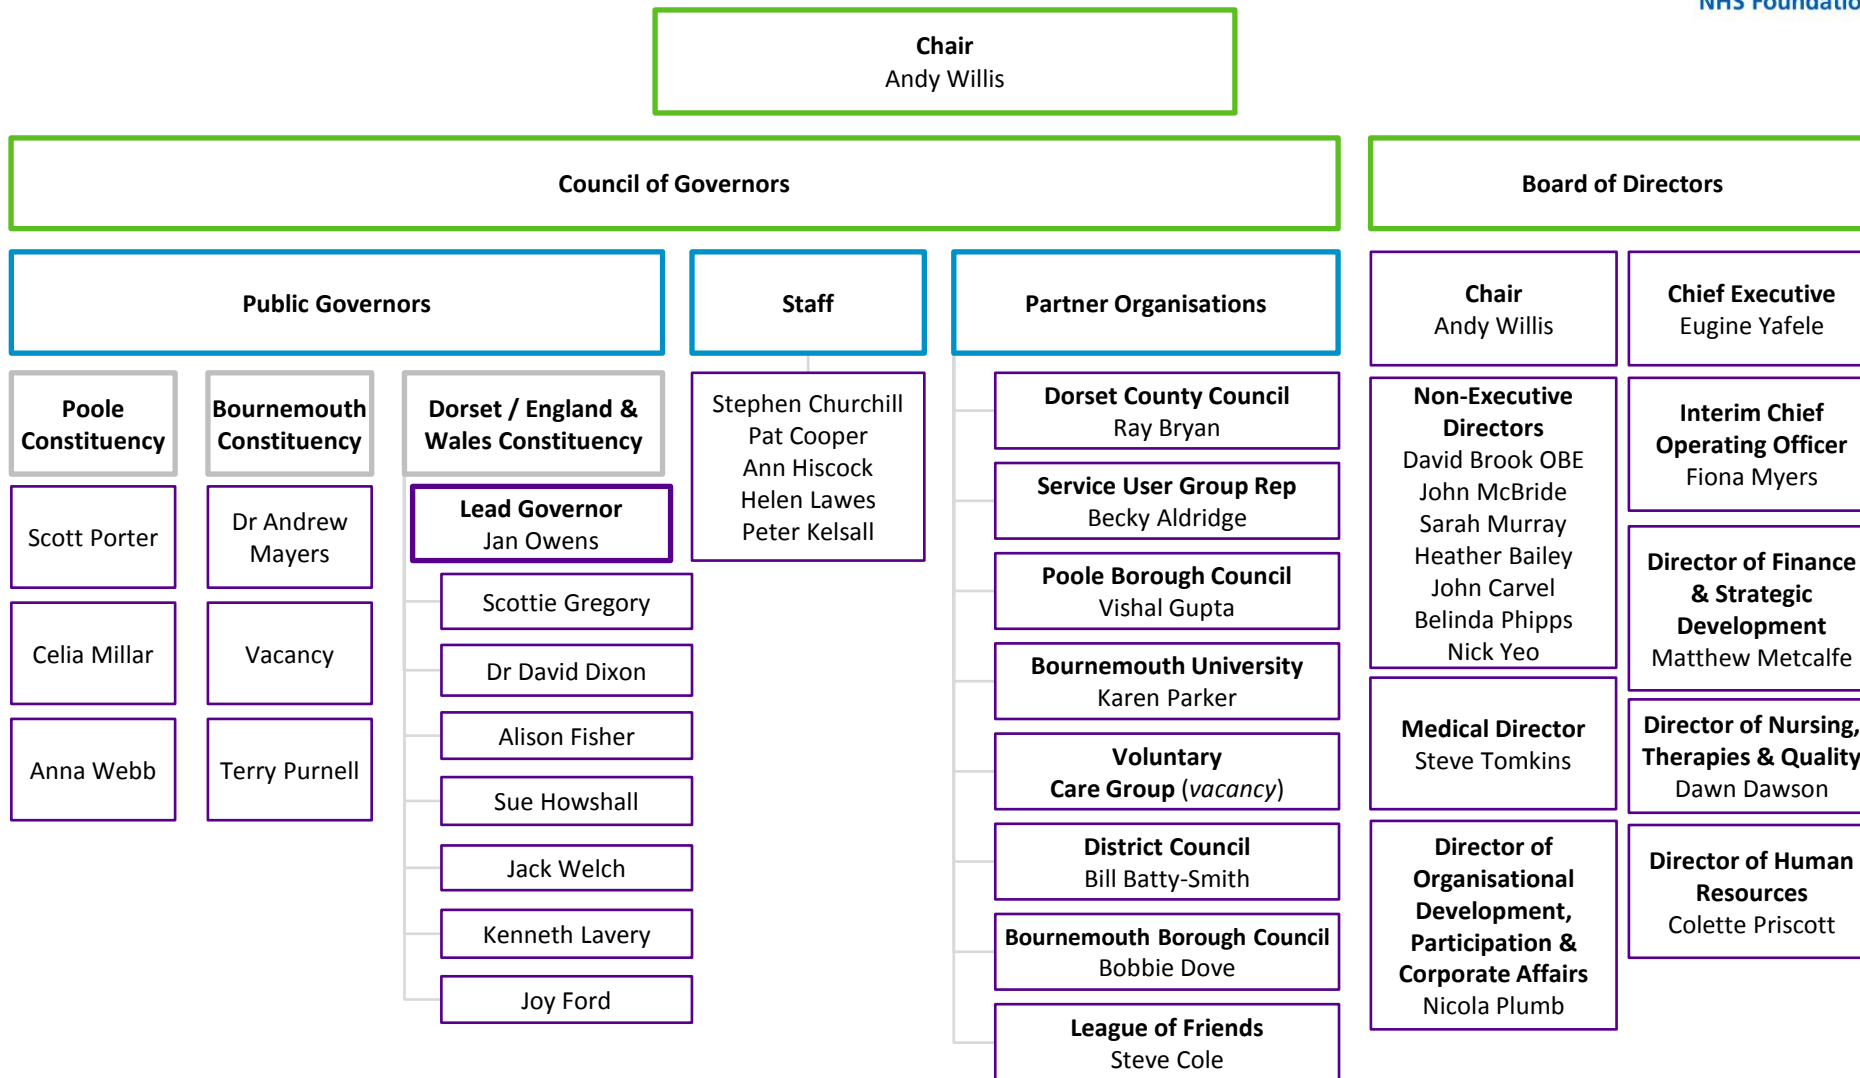 NHS Foundatio
Chair
Andy Willis
Council of Governors
Board of Directors
Public Governors
Staff
Partner Organisations
Chair
Andy Willis
Chief Executive
Eugine Yafele
Poole
Constituency
Scott Porter
Celia Millar
Anna Webb
Bournemouth
Constituency
Dr Andrew
Mayers
Vacancy
Terry Purnell
Dorset / England &
Wales Constituency
Lead Governor
Jan Owens
Scottie Gregory
Dr David Dixon
Alison Fisher
Sue Howshall
Jack Welch
Kenneth Lavery
Joy Ford
Stephen Churchill
Pat Cooper
Ann Hiscock
Helen Lawes
Peter Kelsall
Dorset County Council
Ray Bryan
Service User Group Rep
Becky Aldridge
Poole Borough Council
Vishal Gupta
Bournemouth University
Karen Parker
Voluntary
Care Group (vacancy)
District Council
Bill Batty-Smith
Bournemouth Borough Council
Bobbie Dove
League of Friends
Steve Cole
Non-Executive
Directors
David Brook OBE
John McBride
Sarah Murray
Heather Bailey
John Carvel
Belinda Phipps
Nick Yeo
Medical Director
Steve Tomkins
Director of
Organisational
Development,
Participation &
Corporate Affairs
Nicola Plumb
Interim Chief
Operating Officer
Fiona Myers
Director of Finance
& Strategic
Development
Matthew Metcalfe
Director of Nursing,
Therapies & Quality
Dawn Dawson
Director of Human
Resources
Colette Priscott